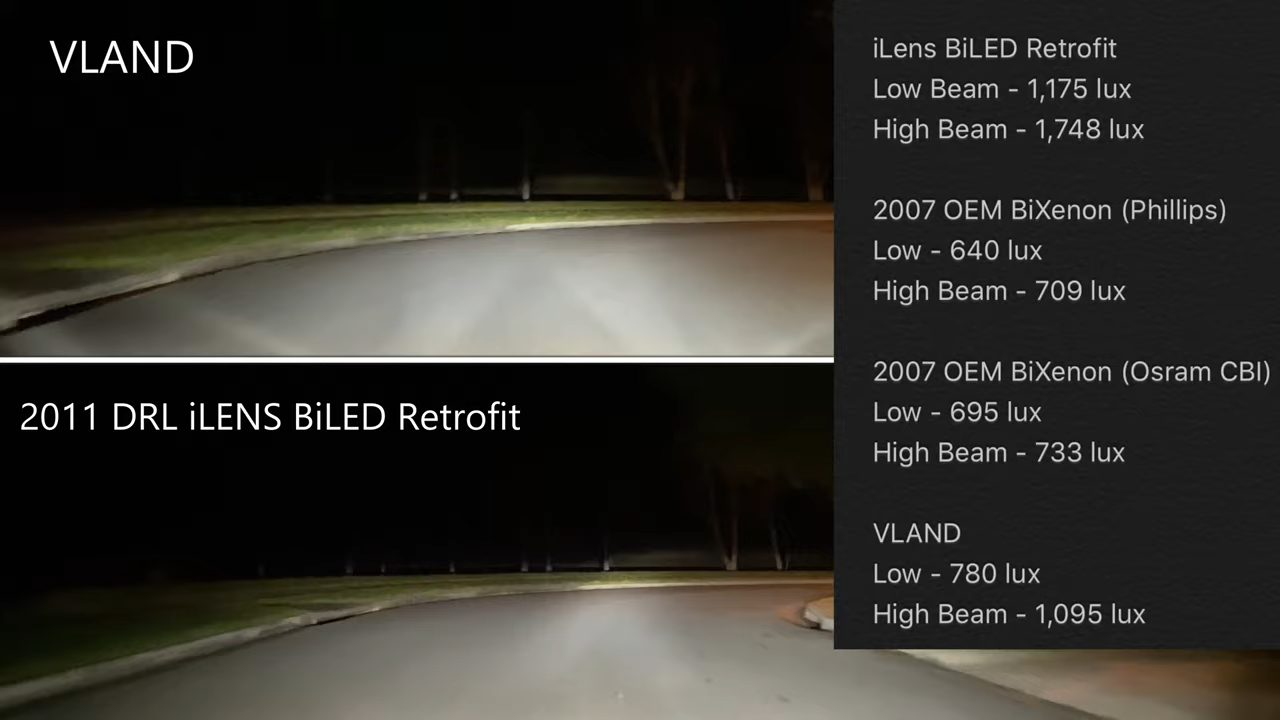 VLAND
2011 DRL iLENS BiLED Retrofit
iLens BiLED Retrofit
Low Beam - 1,175 lux
High Beam - 1,748 lux
2007 OEM BiXenon (Phillips)
Low - 640 lux
High Beam - 709 lux
2007 OEM BiXenon (Osram CBI)
Low - 695 lux
High Beam - 733 lux
VLAND
Low - 780 lux
High Beam - 1,095 lux